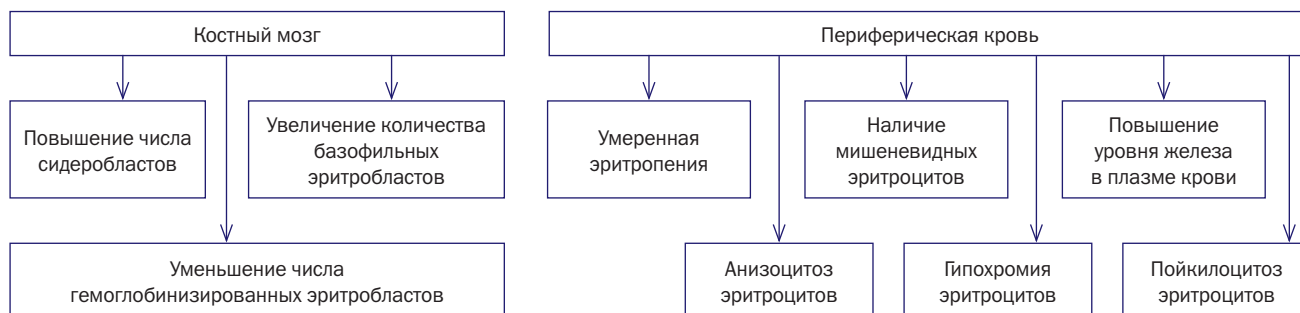 Костный мозг
Повышение числа
сидеробластов
Увеличение количества
базофильных
эритробластов
Уменьшение числа
гемоглобинизированных эритробластов
Периферическая кровь
Умеренная
эритропения
Наличие
мишеневидных
эритроцитов
Повышение
уровня железа
в плазме крови
Анизоцитоз
эритроцитов
Гипохромия
эритроцитов
Пойкилоцитоз
эритроцитов